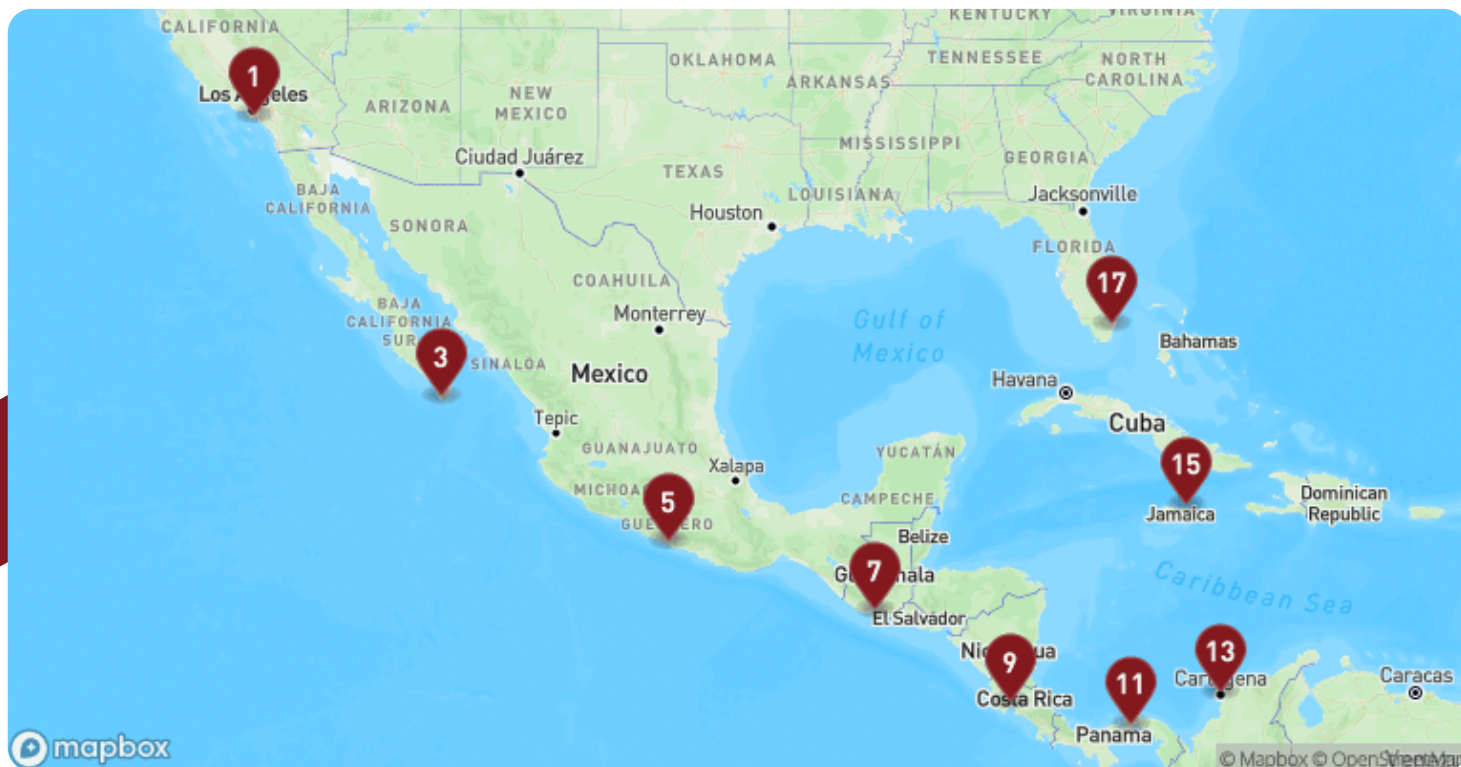 CALIFORNIA
KENTUCKY
VIRGINIA
1
Los Angeles
OKLAHOMA
TENNESSEE
NORTH
CAROLINA
ARKANSAS
ARIZONA
NEW
MEXICO
MISSISSIPPI
Ciudad Juárez
TEXAS
GEORGIA
BAJA
CALIFORNIA
LOUISIANA
Jacksonville
SONORA
Houston
FLORIDA
COAHUILA
17
BAJA
CALIFORNIA
SUR
Monterrey
Gulf of
Mexico
Bahamas
3
SINALOA
Mexico
Havana
Tepic
Cuba
GUANAJUATO
YUCATÁN
Xalapa
15
MICHOA
5
CAMPECHE
Dominican
Republic
Jamaica
GUERRERO
Belize
7
Guatemala
Caribbean Sea
El Salvador
Nicaragua
9
13
Cartagena
Caracas
Costa Rica
11
Panama
mapbox
© Mapbox © OpenStreetMap